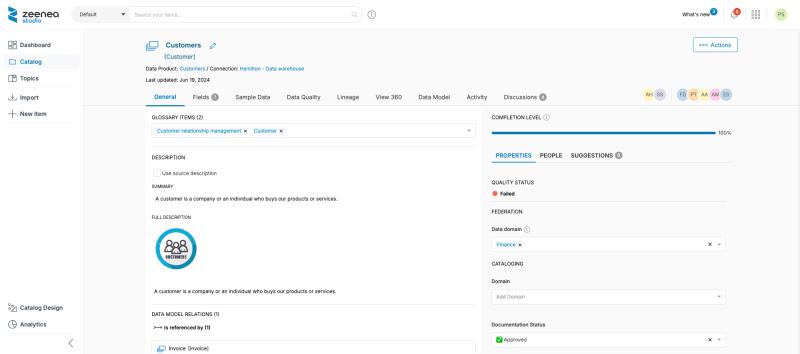 zeenea
studio
Default
Search your items...
What's new
3
6
PS
Dashboard
Catalog
Topics
Import
New Item
Catalog Design
Analytics
Customers
[Customer]
Actions
Data Product: Customers / Connection: Hamilton - Data warehouse
Last updated: Jun 19, 2024
General
Fields 7
Sample Data
Data Quality
Lineage
View 360
Data Model
Activity
Discussions 4
AH SS FD PT AA AM ES
GLOSSARY ITEMS (2)
Customer relationship management ×
Customer ×
DESCRIPTION
Use source description
SUMMARY
A customer is a company or an individual who buys our products or services.
FULL DESCRIPTION
CUSTOMERS
A customer is a company or an individual who buys our products or services.
DATA MODEL RELATIONS (1)
Is referenced by (1)
Invoice [Invoice]
COMPLETION LEVEL
100%
PROPERTIES
PEOPLE
SUGGESTIONS 0
QUALITY STATUS
Failed
FEDERATION
Data domain
Finance ×
CATALOGING
Domain
Add Domain
Documentation Status
Approved